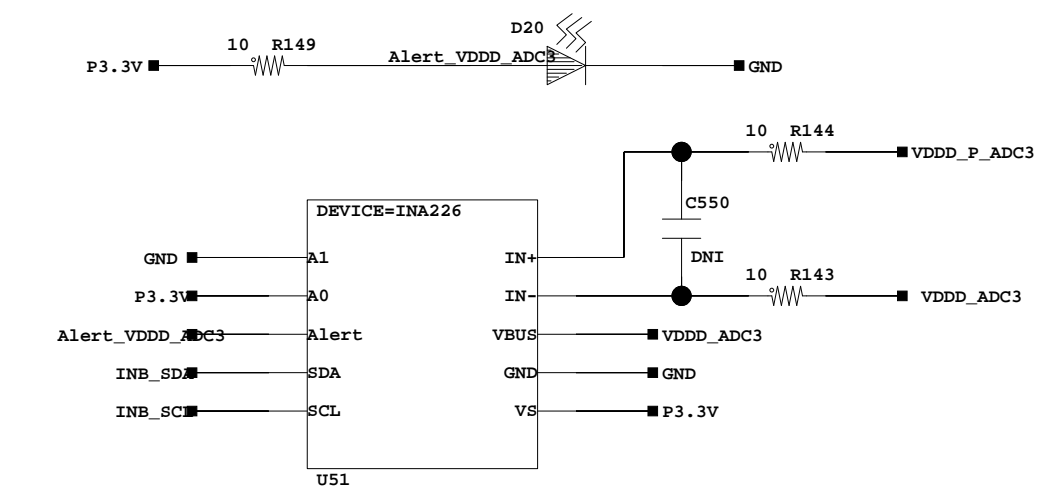 D20
10 R149
Alert_VDDD_ADC3
P3.3V
GND
10 R144
VDDD_P_ADC3
C550
DEVICE=INA226
DNI
GND A1 IN+
10 R143
P3.3V A0 IN- VDDD_ADC3
Alert_VDDD_ADC3 Alert VBUS VDDD_ADC3
INB_SDA SDA GND GND
INB_SCL SCL VS P3.3V
U51